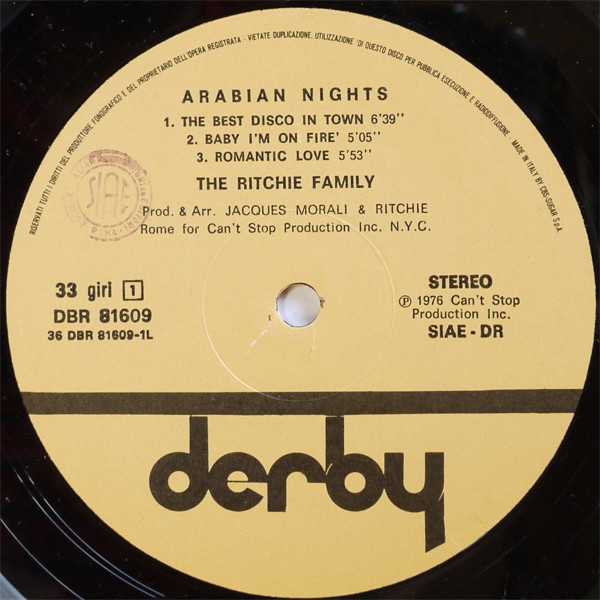 RISERVATI TUTTI I DIRITTI DEL PRODUTTORE FONOGRAFICO E DEL PROPRIETARIO DELL'OPERA REGISTRATA - VIETATE DUPLICAZIONE, UTILIZZAZIONE DI QUESTO DISCO PER PUBBLICA ESECUZIONE E RADIODIFFUSIONE. - MADE IN ITALY BY CBS-SUGAR S.p.A.
ARABIAN NIGHTS
1. THE BEST DISCO IN TOWN 6'39''
2. BABY I'M ON FIRE' 5'05''
3. ROMANTIC LOVE 5'53''
THE RITCHIE FAMILY
Prod. & Arr. JACQUES MORALI & RITCHIE
Rome for Can't Stop Production Inc. N.Y.C.
SIAE
33 giri 1
DBR 81609
36 DBR 81609-1L
STEREO
℗ 1976 Can't Stop
Production Inc.
SIAE - DR
derby